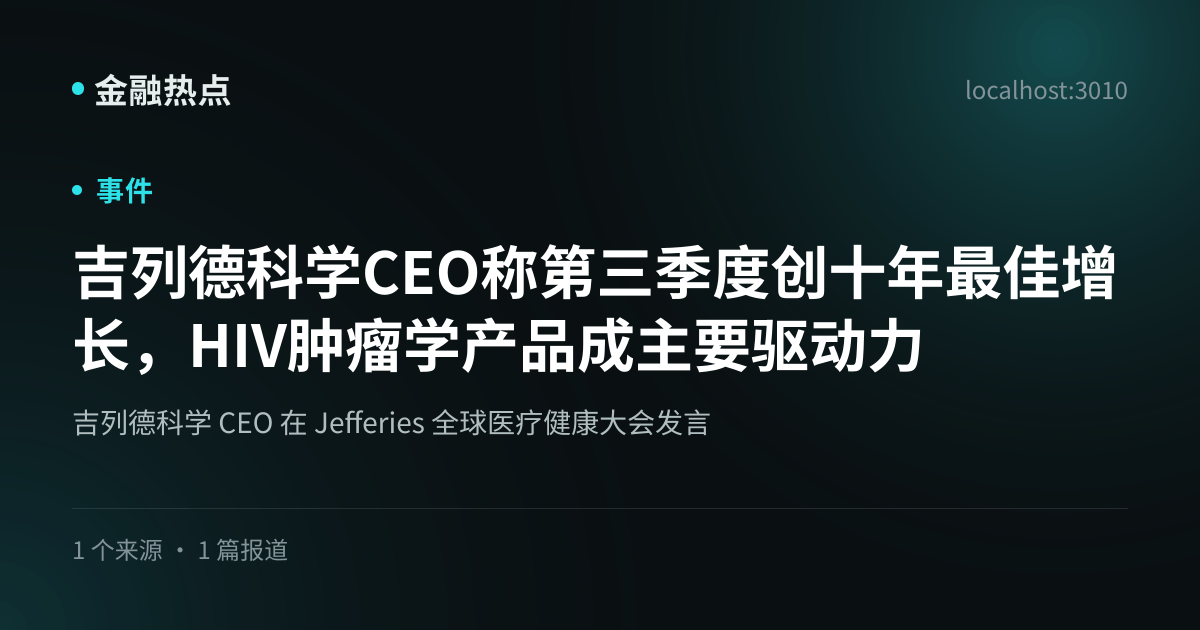 金融热点
localhost:3010
事件
吉列德科学CEO称第三季度创十年最佳增
长，HIV肿瘤学产品成主要驱动力
吉列德科学 CEO 在 Jefferies 全球医疗健康大会发言
1 个来源 · 1 篇报道